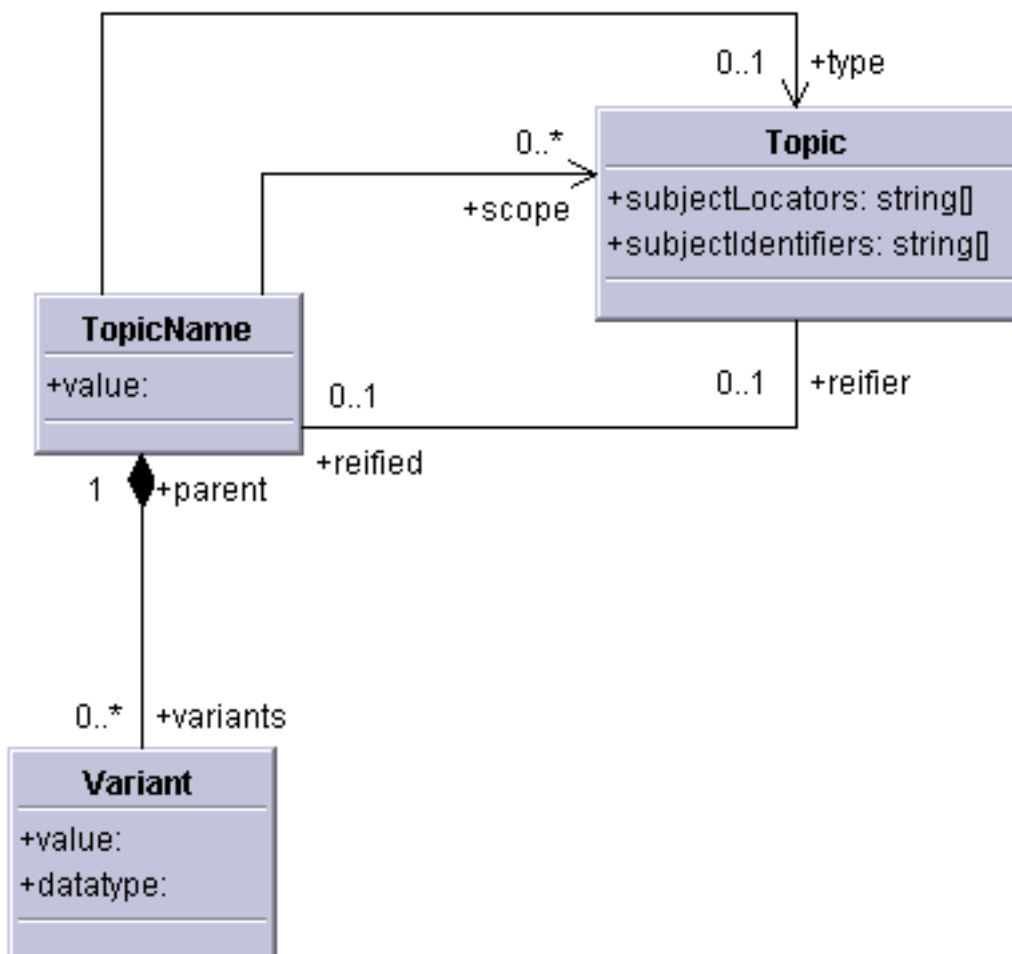 0..1 +type
Topic
0..*
+scope
+subjectLocators: string[]
+subjectIdentifiers: string[]
TopicName
+value:
0..1
0..1 +reifier
+reified
1 +parent
0..* +variants
Variant
+value:
+datatype: